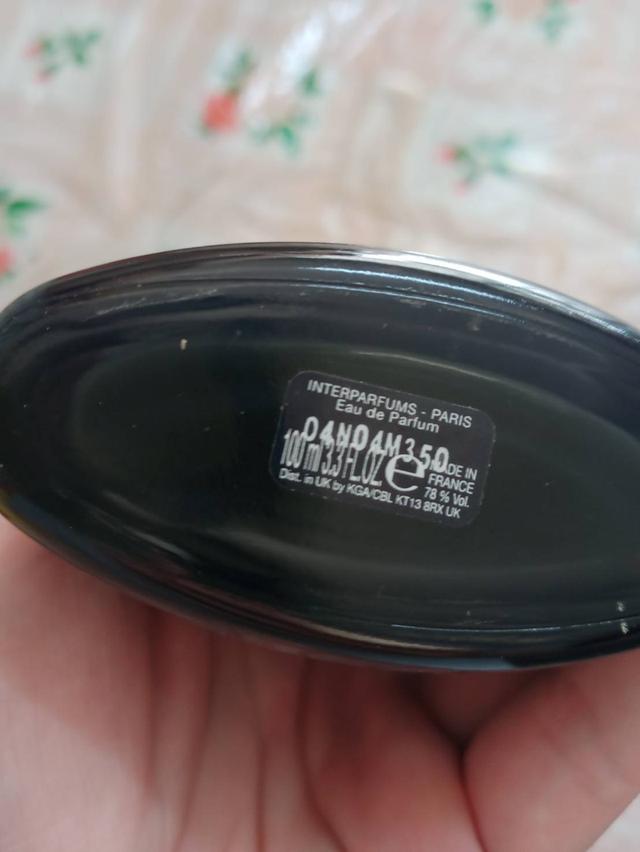 INTERPARFUMS - PARIS
Eau de Parfum
04N04M350
100 ml 3.3 FL.OZ e MADE IN
FRANCE
78 % Vol.
Dist. in UK by KGA/CBL KT13 8RX UK